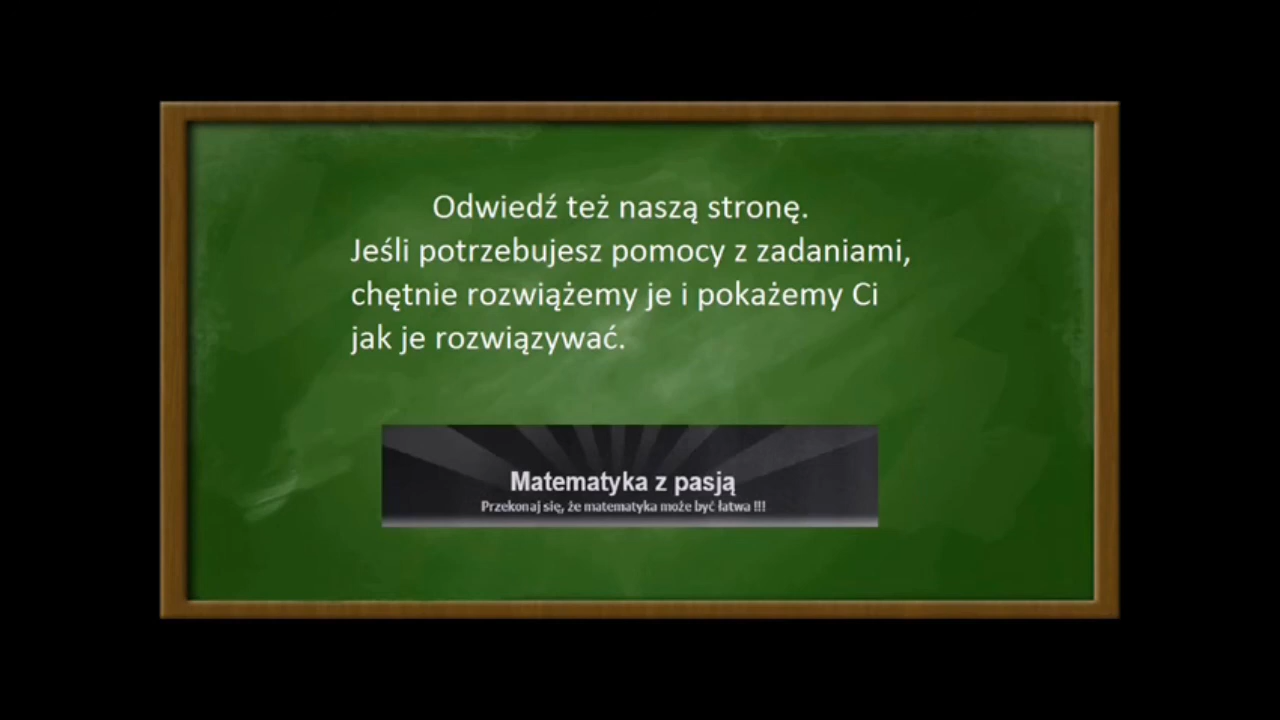 Odwiedź też naszą stronę.
Jeśli potrzebujesz pomocy z zadaniami,
chętnie rozwiążemy je i pokażemy Ci
jak je rozwiązywać.
Matematyka z pasją
Przekonaj się, że matematyka może być łatwa !!!